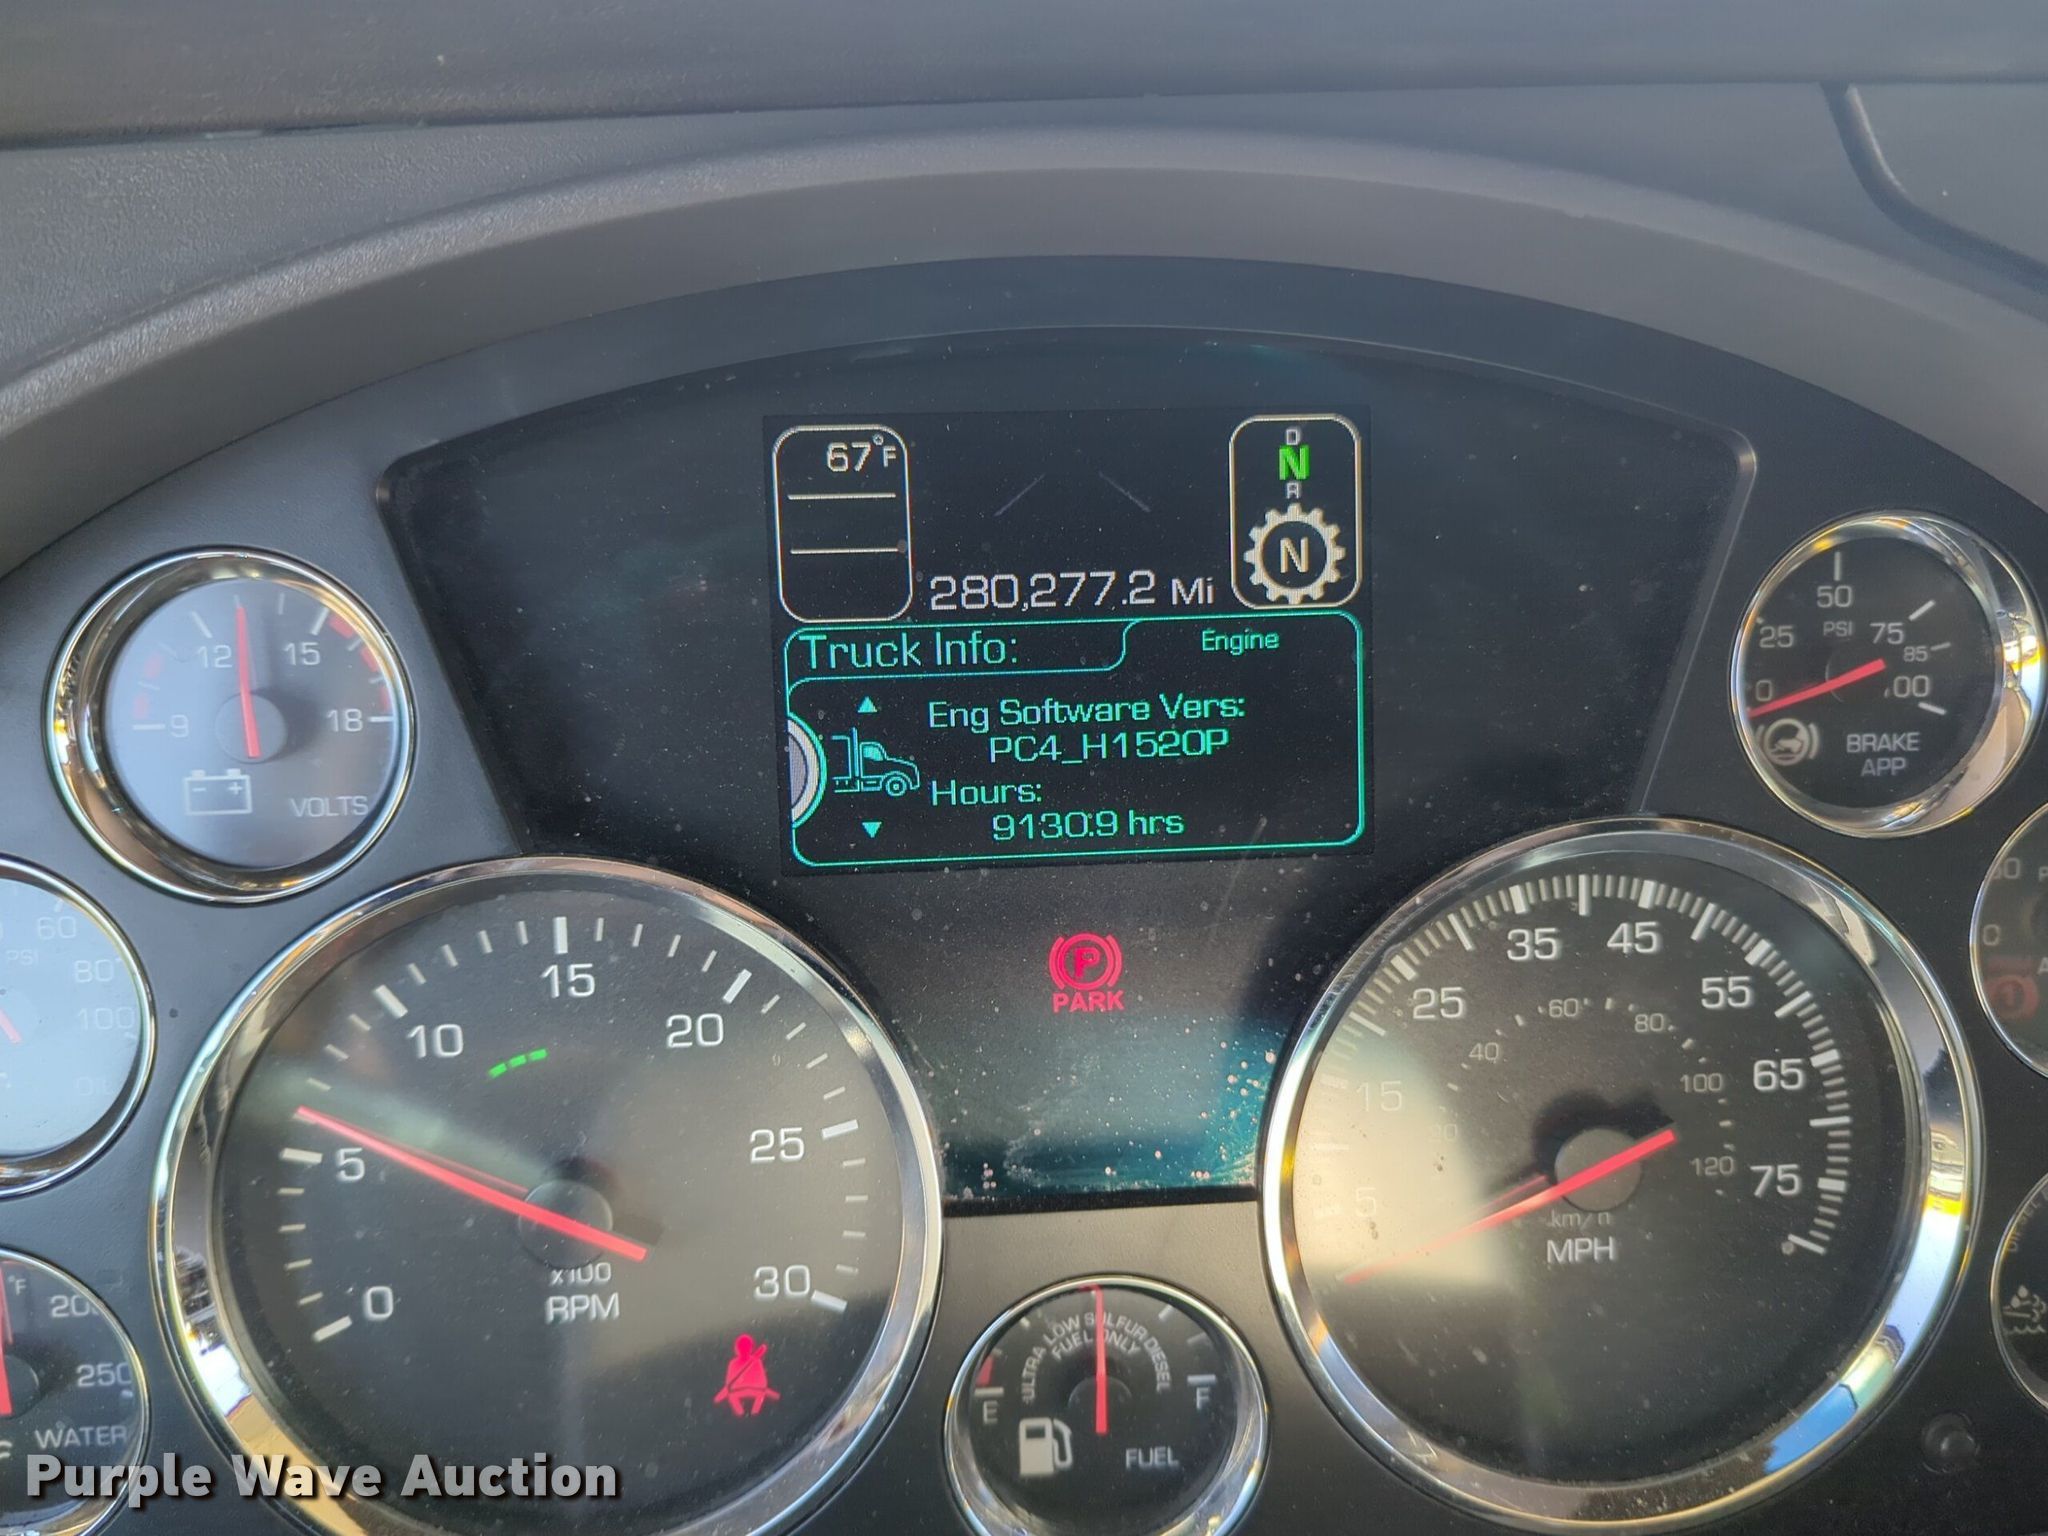 67°F
D
N
R
N
280,277.2 Mi
Truck Info:
Engine
Eng Software Vers:
PC4_H1520P
Hours:
9130.9 hrs
9
12
15
18
- +
VOLTS
0
25
50
75
85
PSI
BRAKE
APP
60
PSI
80
100
OIL
0
5
10
15
20
25
30
x100
RPM
P
PARK
5
15
25
35
45
55
65
75
20
40
60
80
100
120
km/h
MPH
0
°F
250
WATER
ULTRA LOW SULFUR DIESEL
FUEL ONLY
E
F
FUEL
Purple Wave Auction